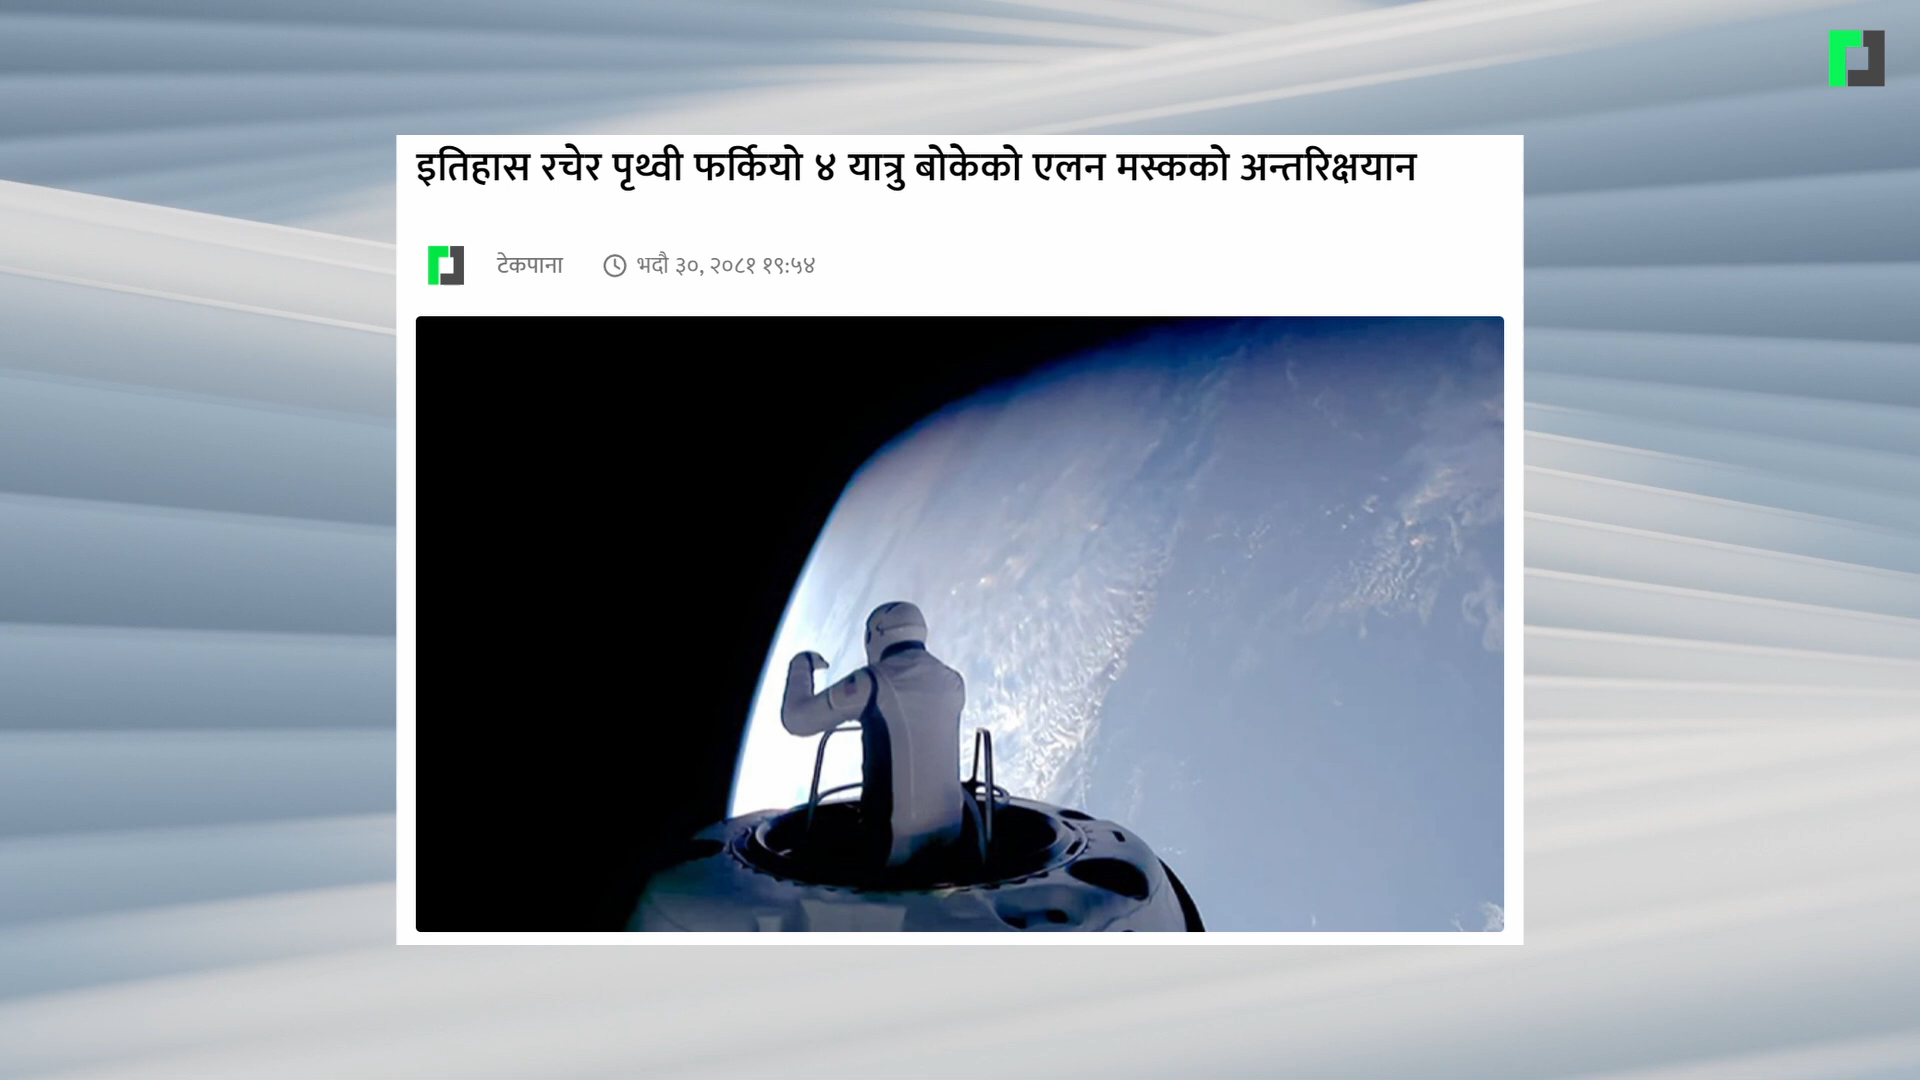 इतिहास रचेर पृथ्वी फर्कियो ४ यात्रु बोकेको एलन मस्कको अन्तरिक्षयान
टेकपाना भदौ ३०, २०८१ १९:५४